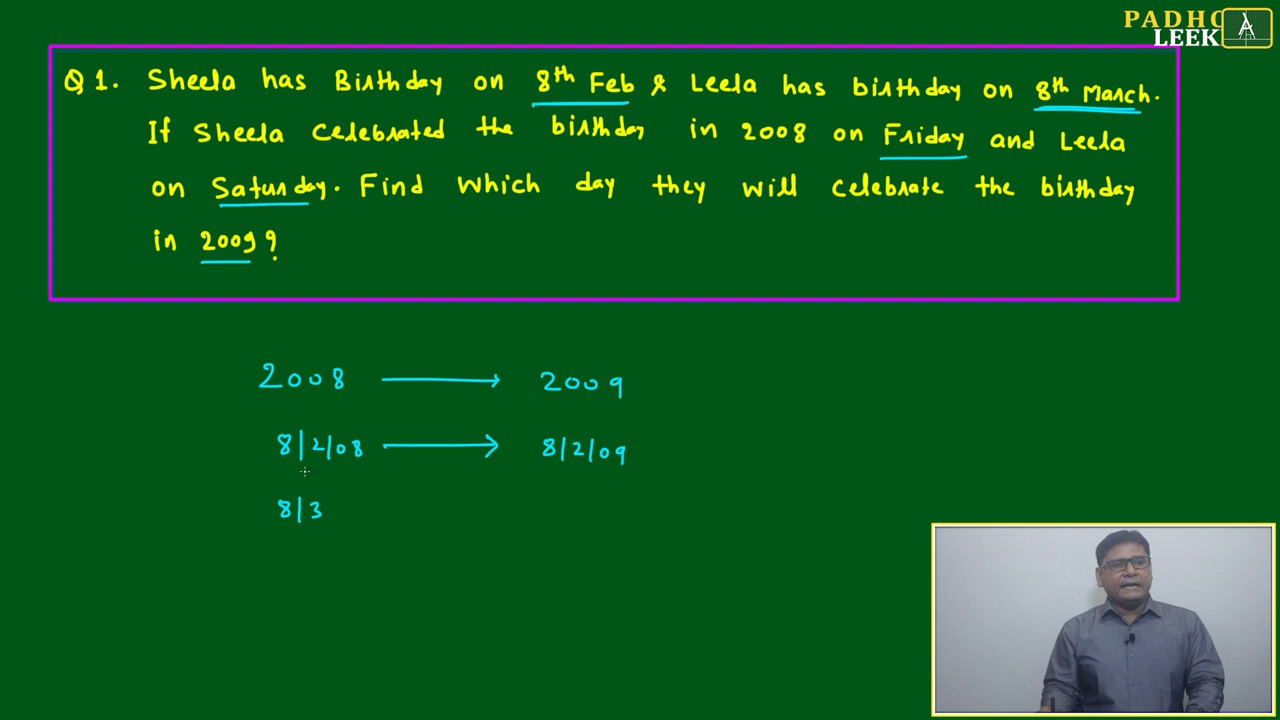 PADHO
LEEK
Q1. Sheela has Birthday on 8th Feb & Leela has birthday on 8th March.
If Sheela celebrated the birthday in 2008 on Friday and Leela
on Saturday. Find which day they will celebrate the birthday
in 2009?
2008 → 2009
8|2|08 → 8|2|09
8|3